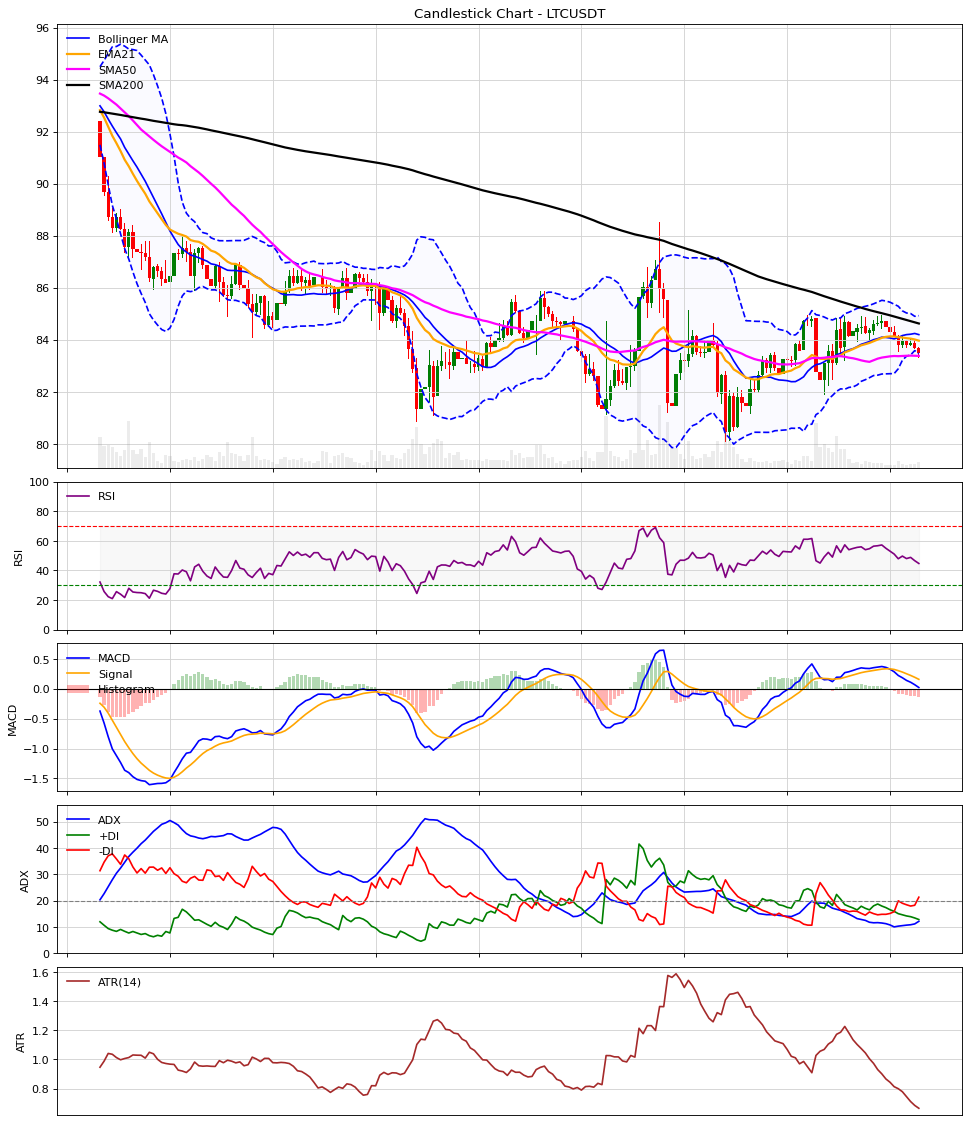 Candlestick Chart - LTCUSDT
96
94
92
90
88
86
84
82
80
Bollinger MA
EMA21
SMA50
SMA200
100
80
60
40
20
0
RSI
RSI
0.5
0.0
−0.5
−1.0
−1.5
MACD
MACD
Signal
Histogram
50
40
30
20
10
0
ADX
ADX
+DI
-DI
1.6
1.4
1.2
1.0
0.8
ATR
ATR(14)